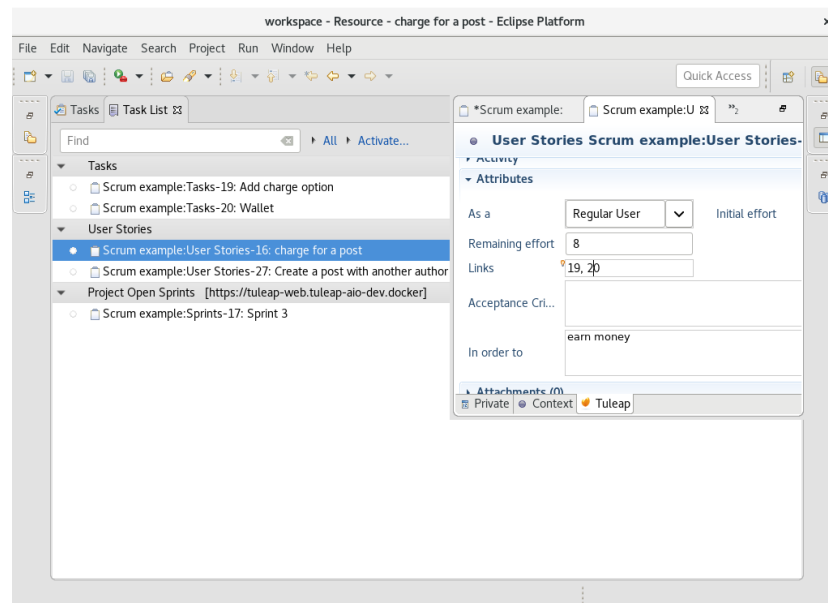 workspace - Resource - charge for a post - Eclipse Platform
File Edit Navigate Search Project Run Window Help
Quick Access
Tasks Task List
Find
All Activate...
Tasks
Scrum example:Tasks-19: Add charge option
Scrum example:Tasks-20: Wallet
User Stories
Scrum example:User Stories-16: charge for a post
Scrum example:User Stories-27: Create a post with another author
Project Open Sprints [https://tuleap-web.tuleap-aio-dev.docker]
Scrum example:Sprints-17: Sprint 3
*Scrum example: Scrum example:U »2
User Stories Scrum example:User Stories-
Activity
Attributes
As a Regular User Initial effort
Remaining effort 8
Links 19, 20
Acceptance Cri...
In order to earn money
Attachments (0)
Private Context Tuleap